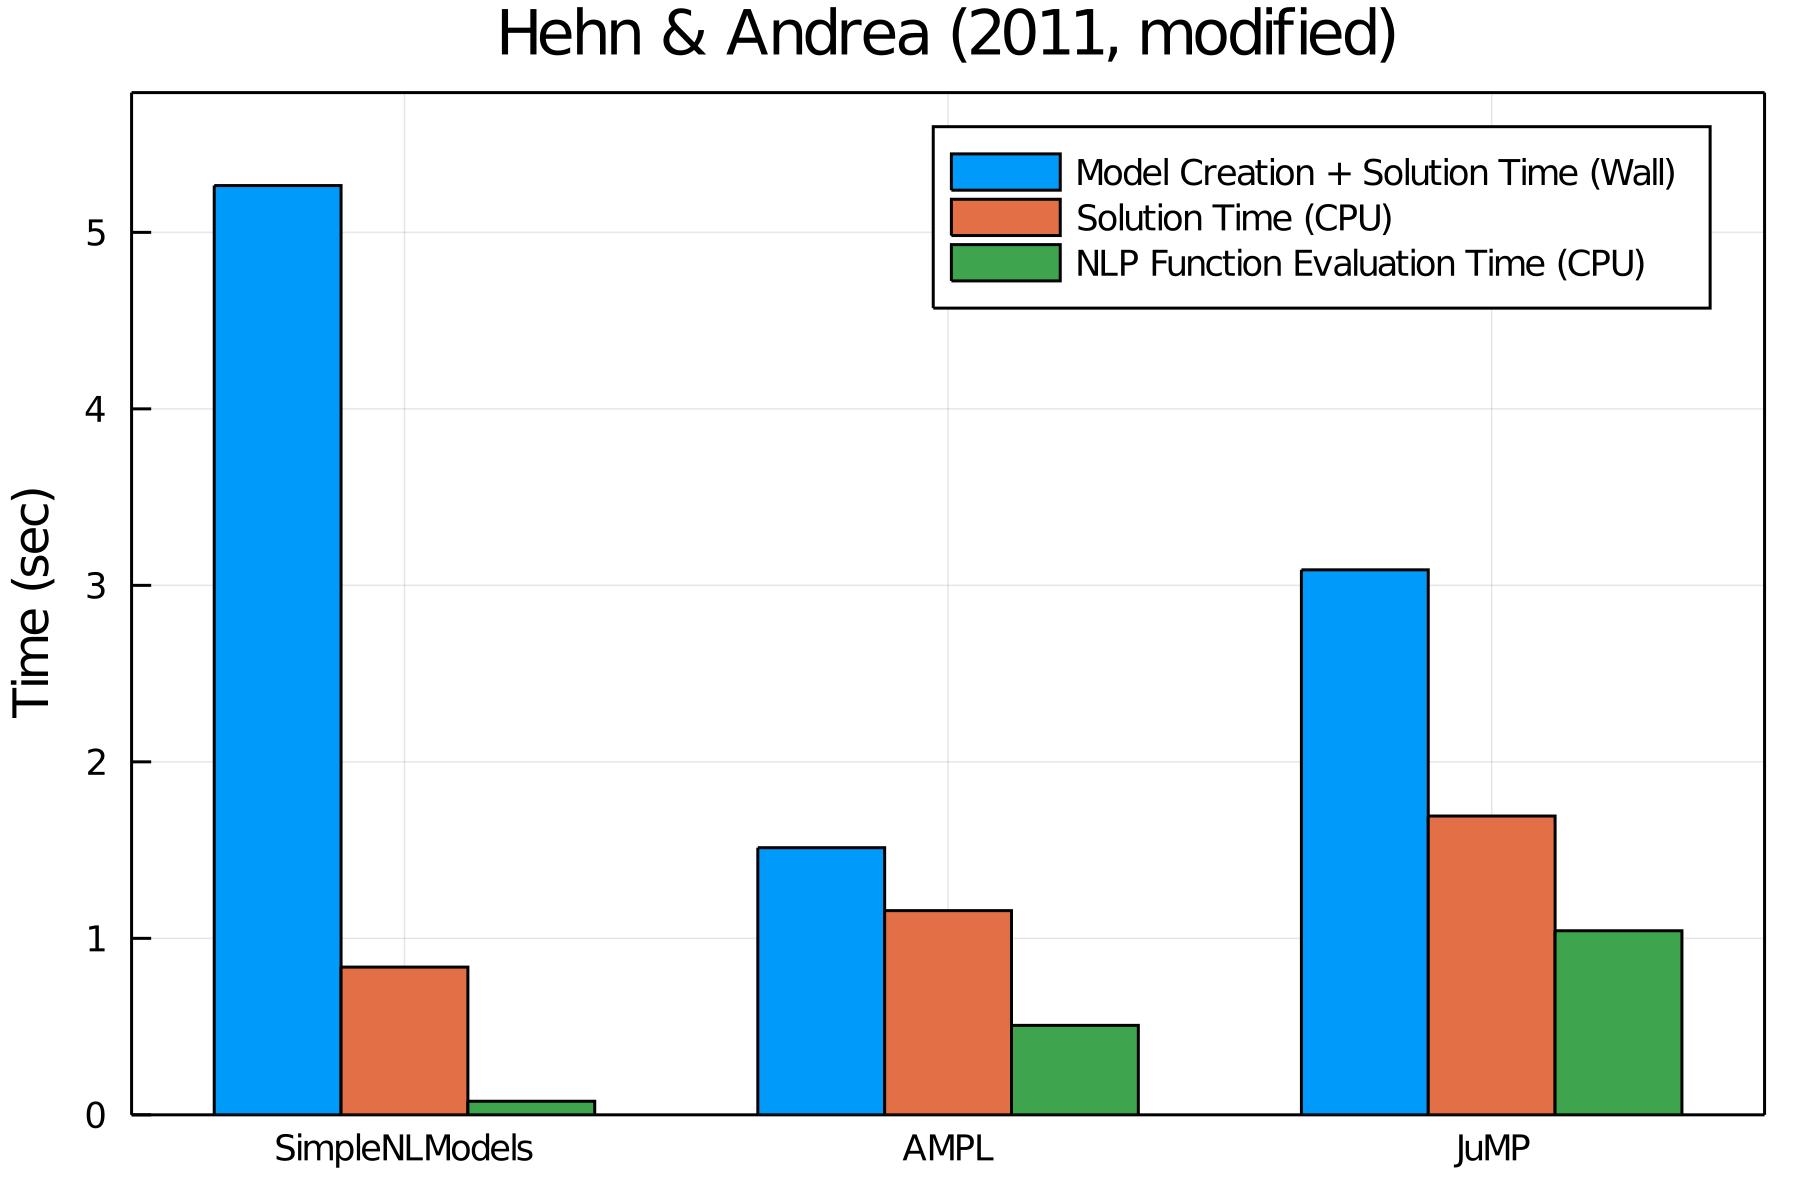 Hehn & Andrea (2011, modified)
Model Creation + Solution Time (Wall)
Solution Time (CPU)
NLP Function Evaluation Time (CPU)
Time (sec)
5
4
3
2
1
0
SimpleNLModels
AMPL
JuMP